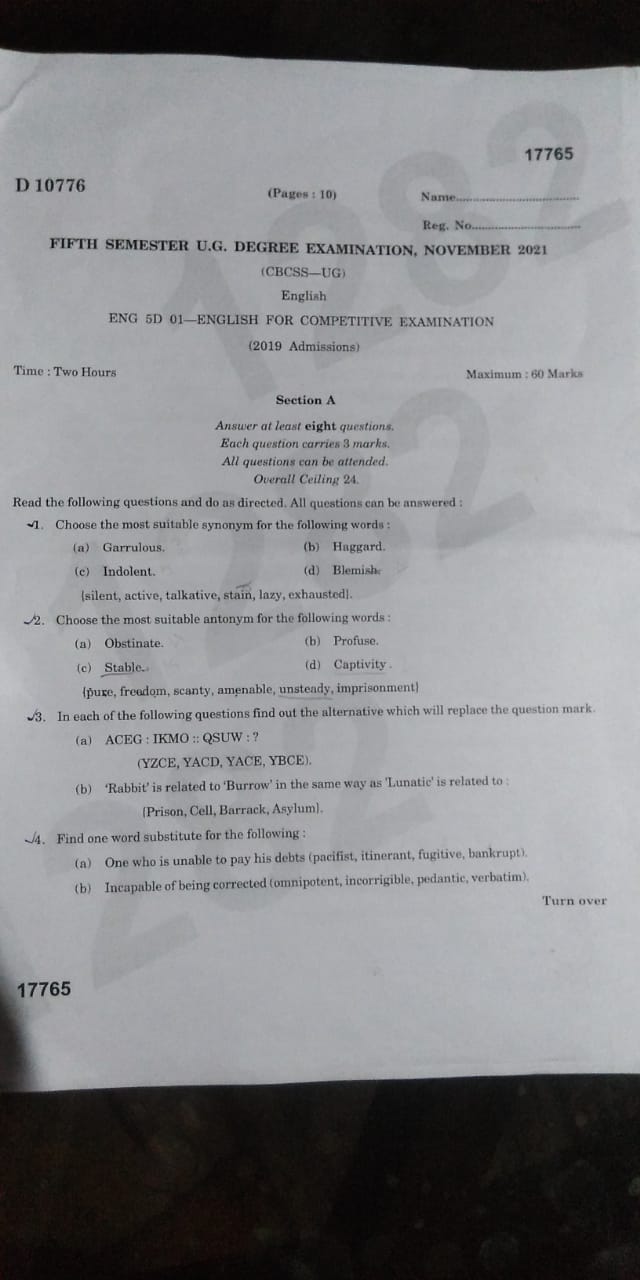 17765
D 10776
(Pages : 10)
Name...............................
Reg. No...............................
FIFTH SEMESTER U.G. DEGREE EXAMINATION, NOVEMBER 2021
(CBCSS—UG)
English
ENG 5D 01—ENGLISH FOR COMPETITIVE EXAMINATION
(2019 Admissions)
Time : Two Hours Maximum : 60 Marks
Section A
Answer at least eight questions.
Each question carries 3 marks.
All questions can be attended.
Overall Ceiling 24.
Read the following questions and do as directed. All questions can be answered :
1. Choose the most suitable synonym for the following words :
(a) Garrulous. (b) Haggard.
(c) Indolent. (d) Blemish.
{silent, active, talkative, stain, lazy, exhausted}.
2. Choose the most suitable antonym for the following words :
(a) Obstinate. (b) Profuse.
(c) Stable. (d) Captivity.
{pure, freedom, scanty, amenable, unsteady, imprisonment}
3. In each of the following questions find out the alternative which will replace the question mark.
(a) ACEG : IKMO :: QSUW : ?
(YZCE, YACD, YACE, YBCE).
(b) 'Rabbit' is related to 'Burrow' in the same way as 'Lunatic' is related to :
{Prison, Cell, Barrack, Asylum}.
4. Find one word substitute for the following :
(a) One who is unable to pay his debts (pacifist, itinerant, fugitive, bankrupt).
(b) Incapable of being corrected (omnipotent, incorrigible, pedantic, verbatim).
Turn over
17765